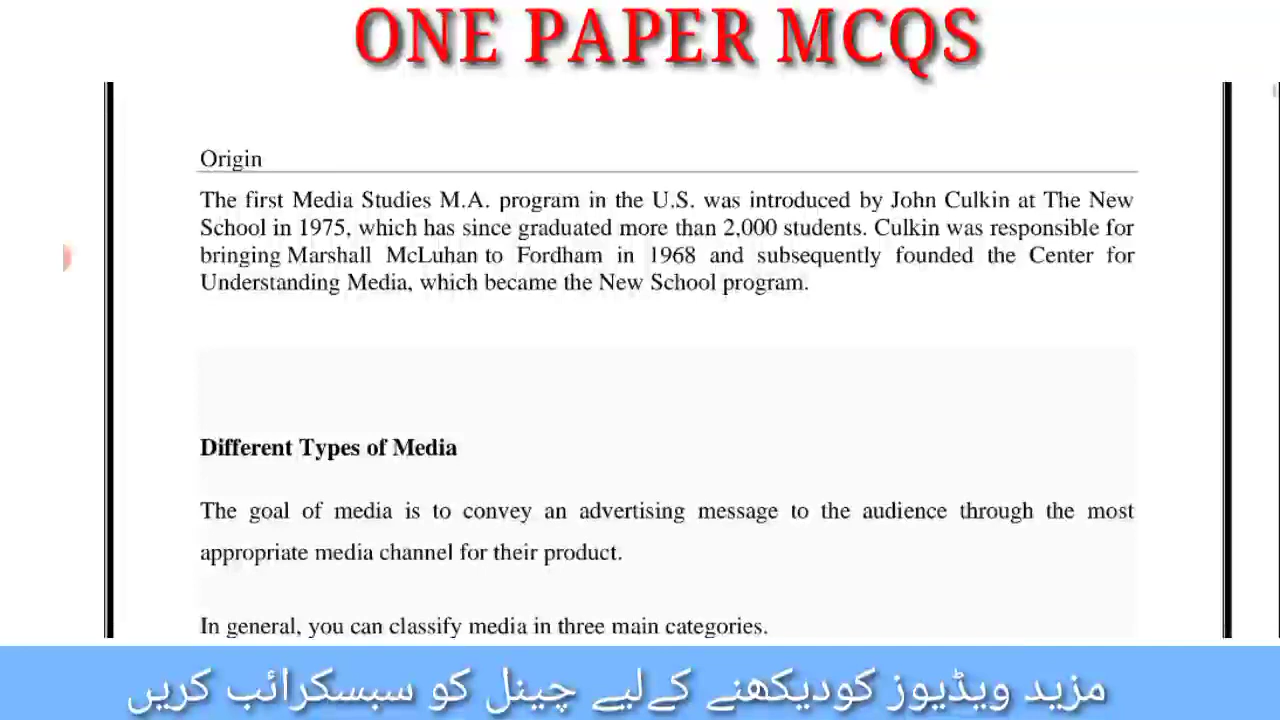 ONE PAPER MCQS
Origin
The first Media Studies M.A. program in the U.S. was introduced by John Culkin at The New
School in 1975, which has since graduated more than 2,000 students. Culkin was responsible for
bringing Marshall McLuhan to Fordham in 1968 and subsequently founded the Center for
Understanding Media, which became the New School program.
Different Types of Media
The goal of media is to convey an advertising message to the audience through the most
appropriate media channel for their product.
In general, you can classify media in three main categories.
مزید ویڈیوز کودیکھنے کےلیے چینل کو سبسکرائب کریں